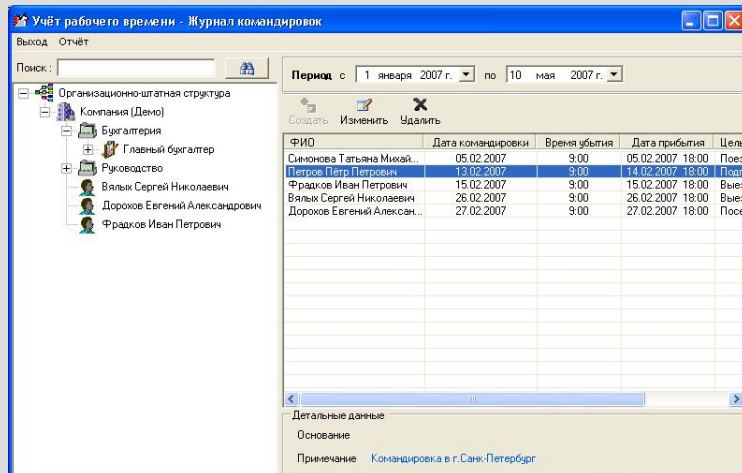 Учёт рабочего времени - Журнал командировок
Выход Отчёт
Поиск :
Период с 1 января 2007 г. по 10 мая 2007 г.
Создать Изменить Удалить
Организационно-штатная структура
Компания (Демо)
Бухгалтерия
Главный бухгалтер
Руководство
Вялых Сергей Николаевич
Дорохов Евгений Александрович
Фрадков Иван Петрович
ФИО Дата командировки Время убытия Дата прибытия Цель
Симонова Татьяна Михай... 05.02.2007 9:00 05.02.2007 18:00 Поез
Петров Пётр Петрович 13.02.2007 9:00 14.02.2007 18:00 Подп
Фрадков Иван Петрович 15.02.2007 9:00 15.02.2007 18:00 Выез
Вялых Сергей Николаевич 26.02.2007 9:00 26.02.2007 18:00 Выез
Дорохов Евгений Александ... 27.02.2007 9:00 27.02.2007 18:00 Посе
Детальные данные
Основание
Примечание Командировка в г.Санк-Петербург